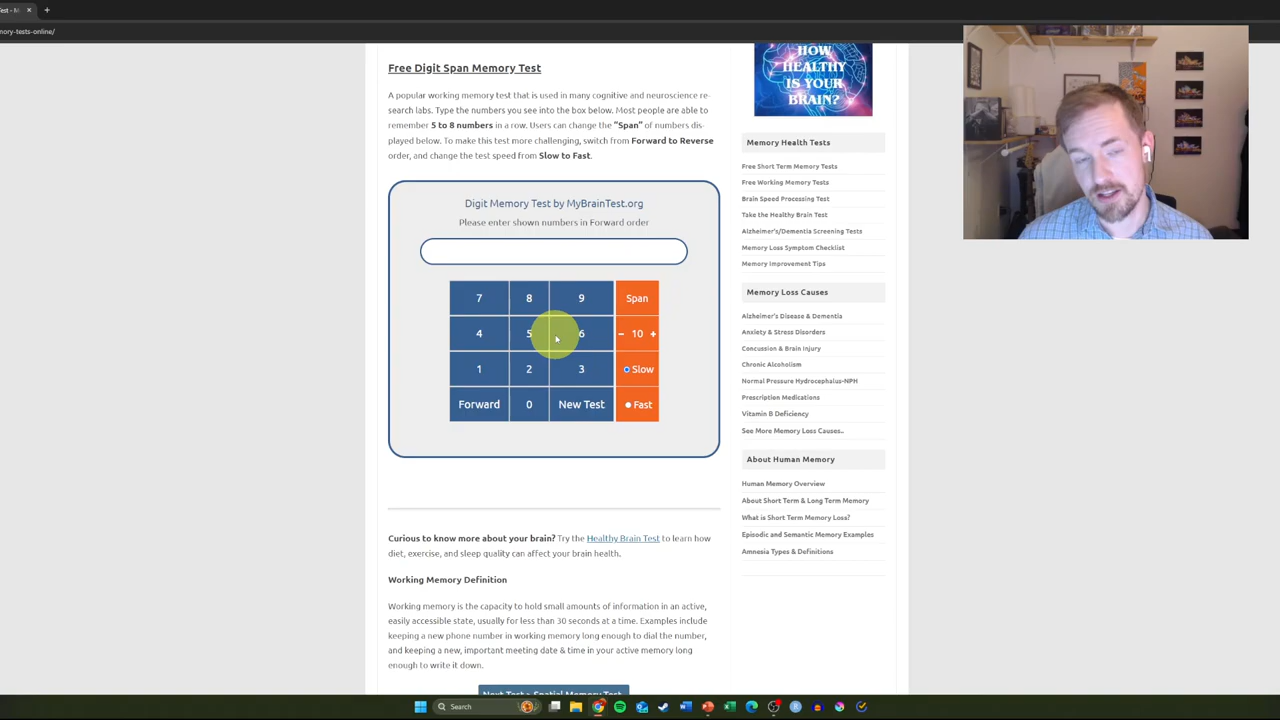 Test - M
mory-tests-online/
Free Digit Span Memory Test
A popular working memory test that is used in many cognitive and neuroscience re-
search labs. Type the numbers you see into the box below. Most people are able to
remember 5 to 8 numbers in a row. Users can change the "Span" of numbers dis-
played below. To make this test more challenging, switch from Forward to Reverse
order, and change the test speed from Slow to Fast.
Digit Memory Test by MyBrainTest.org
Please enter shown numbers in Forward order
7 8 9 Span
4 5 6 − 10 +
1 2 3 Slow
Forward 0 New Test Fast
Curious to know more about your brain? Try the Healthy Brain Test to learn how
diet, exercise, and sleep quality can affect your brain health.
Working Memory Definition
Working memory is the capacity to hold small amounts of information in an active,
easily accessible state, usually for less than 30 seconds at a time. Examples include
keeping a new phone number in working memory long enough to dial the number,
and keeping a new, important meeting date & time in your active memory long
enough to write it down.
Next Test > Spatial Memory Test
HOW
HEALTHY
IS YOUR
BRAIN?
Memory Health Tests
Free Short Term Memory Tests
Free Working Memory Tests
Brain Speed Processing Test
Take the Healthy Brain Test
Alzheimer's/Dementia Screening Tests
Memory Loss Symptom Checklist
Memory Improvement Tips
Memory Loss Causes
Alzheimer's Disease & Dementia
Anxiety & Stress Disorders
Concussion & Brain Injury
Chronic Alcoholism
Normal Pressure Hydrocephalus-NPH
Prescription Medications
Vitamin B Deficiency
See More Memory Loss Causes..
About Human Memory
Human Memory Overview
About Short Term & Long Term Memory
What is Short Term Memory Loss?
Episodic and Semantic Memory Examples
Amnesia Types & Definitions
Search